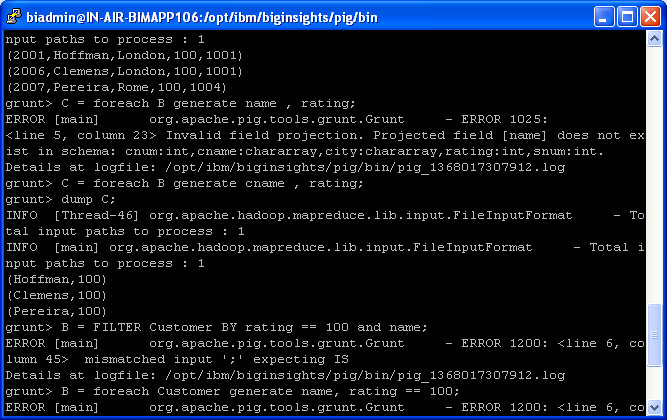 biadmin@IN-AIR-BIMAPP106:/opt/ibm/biginsights/pig/bin
nput paths to process : 1
(2001,Hoffman,London,100,1001)
(2006,Clemens,London,100,1001)
(2007,Pereira,Rome,100,1004)
grunt> C = foreach B generate name , rating;
ERROR [main]     org.apache.pig.tools.grunt.Grunt     - ERROR 1025:
<line 5, column 23> Invalid field projection. Projected field [name] does not ex
ist in schema: cnum:int,cname:chararray,city:chararray,rating:int,snum:int.
Details at logfile: /opt/ibm/biginsights/pig/bin/pig_1368017307912.log
grunt> C = foreach B generate cname , rating;
grunt> dump C;
INFO  [Thread-46] org.apache.hadoop.mapreduce.lib.input.FileInputFormat     - To
tal input paths to process : 1
INFO  [main] org.apache.hadoop.mapreduce.lib.input.FileInputFormat     - Total i
nput paths to process : 1
(Hoffman,100)
(Clemens,100)
(Pereira,100)
grunt> B = FILTER Customer BY rating == 100 and name;
ERROR [main]     org.apache.pig.tools.grunt.Grunt     - ERROR 1200: <line 6, co
lumn 45>  mismatched input ';' expecting IS
Details at logfile: /opt/ibm/biginsights/pig/bin/pig_1368017307912.log
grunt> B = foreach Customer generate name, rating == 100;
ERROR [main]     org.apache.pig.tools.grunt.Grunt     - ERROR 1200: <line 6, co